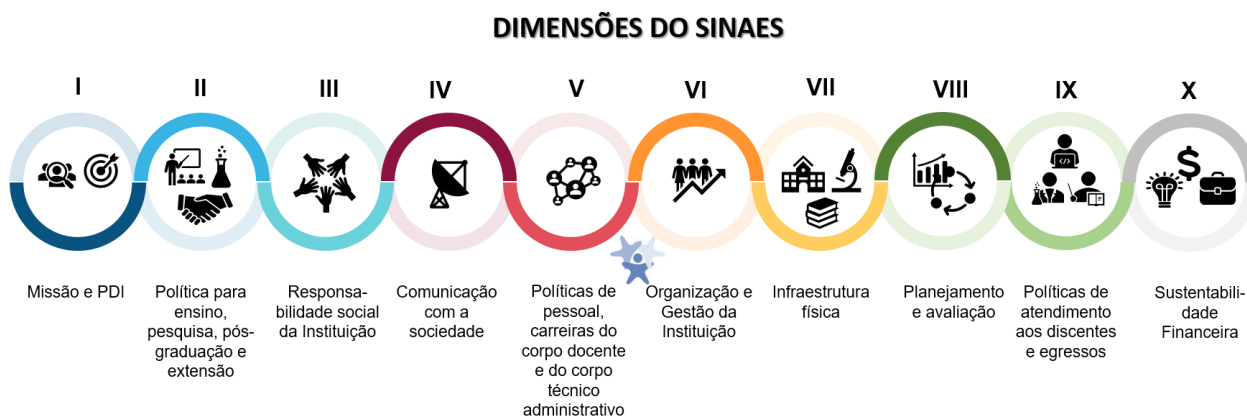 DIMENSÕES DO SINAES
I
II
III
IV
V
VI
VII
VIII
IX
X
Missão e PDI
Política para
ensino,
pesquisa, pós-
graduação e
extensão
Responsa-
bilidade social
da Instituição
Comunicação
com a
sociedade
Políticas de
pessoal,
carreiras do
corpo docente
e do corpo
técnico
administrativo
Organização e
Gestão da
Instituição
Infraestrutura
física
Planejamento
e avaliação
Políticas de
atendimento
aos discentes
e egressos
Sustentabili-
dade
Financeira